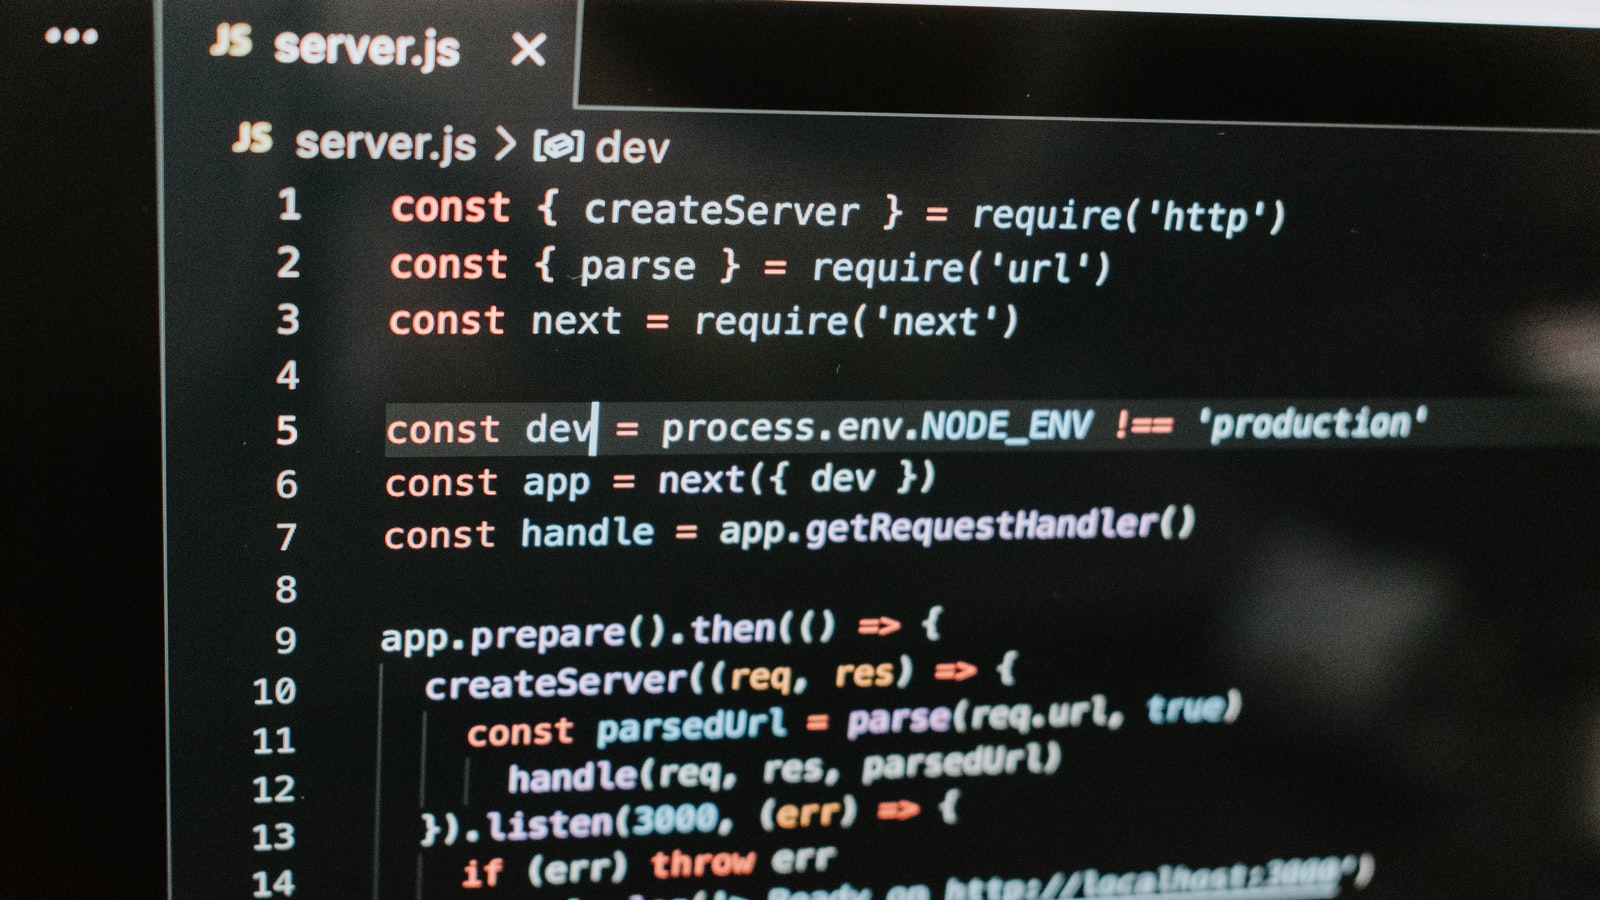 JS server.js ×
JS server.js > dev
1 const { createServer } = require('http')
2 const { parse } = require('url')
3 const next = require('next')
4
5 const dev = process.env.NODE_ENV !== 'production'
6 const app = next({ dev })
7 const handle = app.getRequestHandler()
8
9 app.prepare().then(() => {
10 createServer((req, res) => {
11 const parsedUrl = parse(req.url, true)
12 handle(req, res, parsedUrl)
13 }).listen(3000, (err) => {
14 if (err) throw err
Ready on http://localhost:3000')